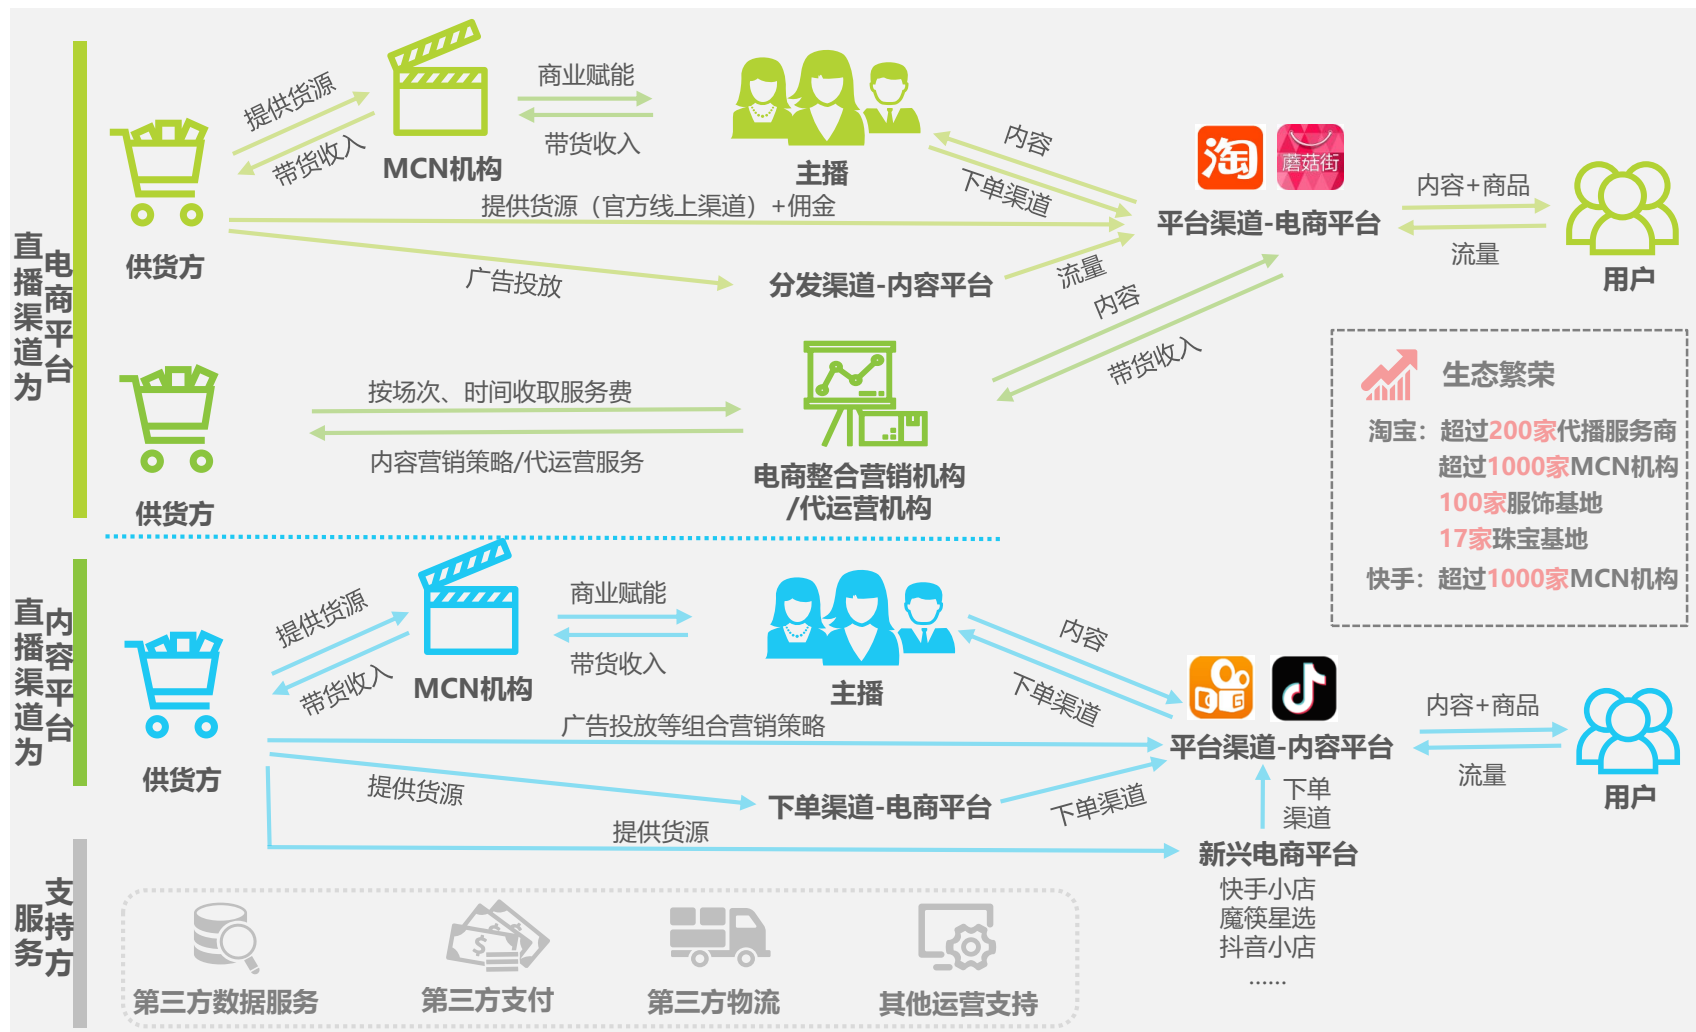 直播渠道为
电商平台
提供货源
带货收入
MCN机构
商业赋能
带货收入
主播
内容
下单渠道
淘
蘑菇街
平台渠道-电商平台
内容+商品
流量
用户
供货方
提供货源（官方线上渠道）+佣金
广告投放
分发渠道-内容平台
流量
内容
带货收入
供货方
按场次、时间收取服务费
内容营销策略/代运营服务
电商整合营销机构
/代运营机构
生态繁荣
淘宝：超过200家代播服务商
超过1000家MCN机构
100家服饰基地
17家珠宝基地
快手：超过1000家MCN机构
直播渠道为
内容平台
提供货源
带货收入
MCN机构
商业赋能
带货收入
主播
内容
下单渠道
平台渠道-内容平台
内容+商品
流量
用户
供货方
广告投放等组合营销策略
提供货源
下单渠道-电商平台
下单渠道
提供货源
下单
渠道
新兴电商平台
快手小店
魔筷星选
抖音小店
......
服务
支持方
第三方数据服务
第三方支付
第三方物流
其他运营支持